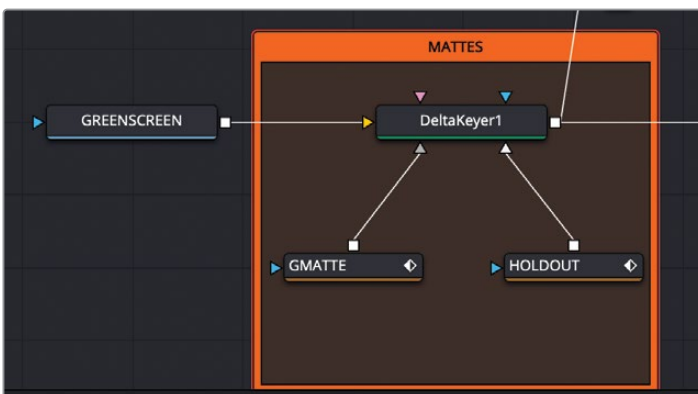 MATTES
GREENSCREEN
DeltaKeyer1
GMATTE
HOLDOUT